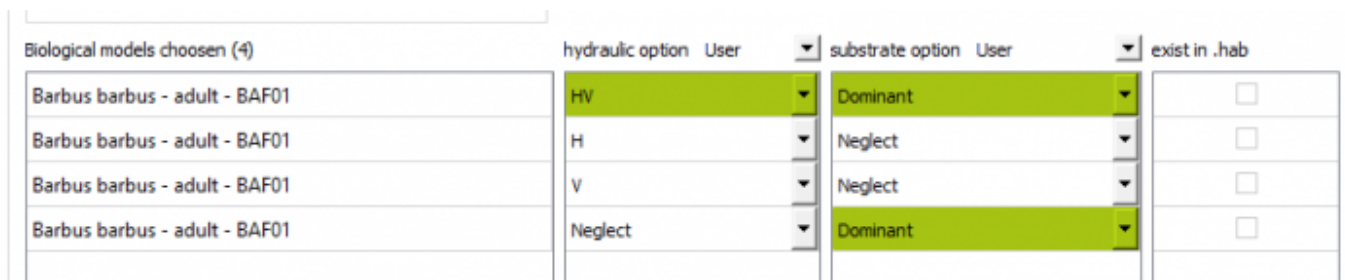 Biological models choosen (4) hydraulic option User substrate option User exist in .hab
Barbus barbus - adult - BAF01 HV Dominant
Barbus barbus - adult - BAF01 H Neglect
Barbus barbus - adult - BAF01 V Neglect
Barbus barbus - adult - BAF01 Neglect Dominant